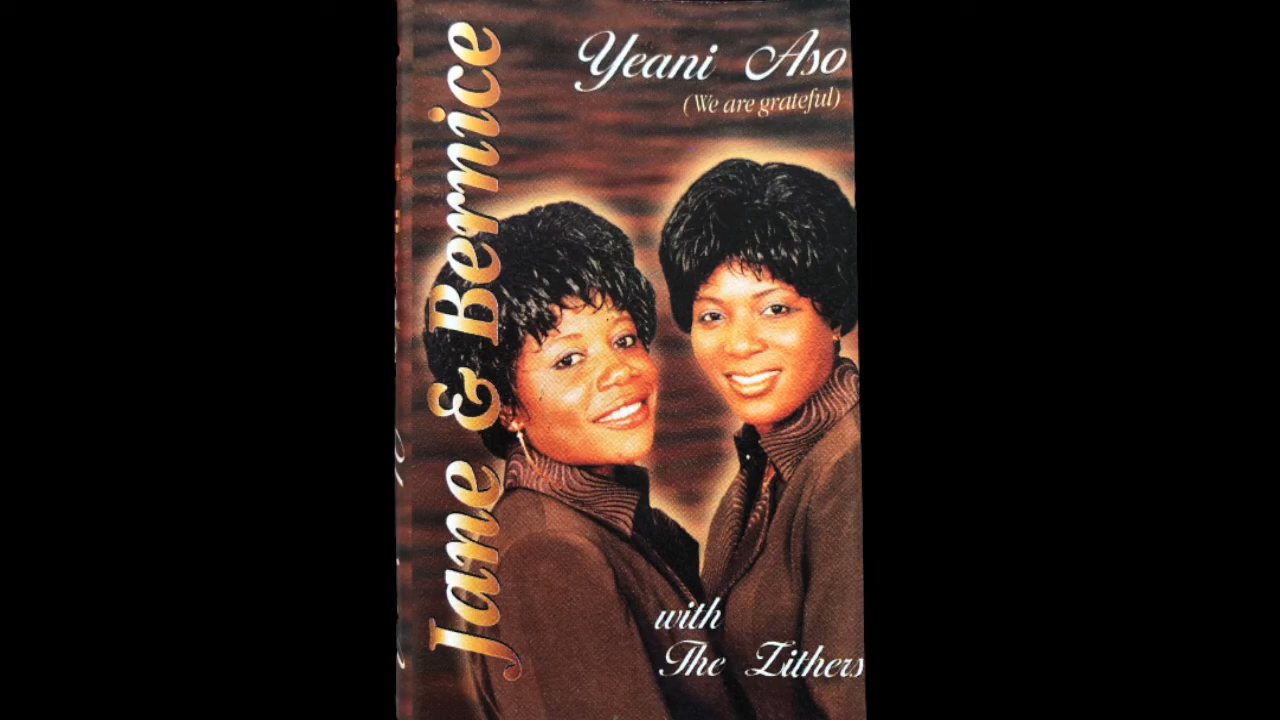 Yeani Aso
(We are grateful)
Jane & Bernice
with
The Zithers